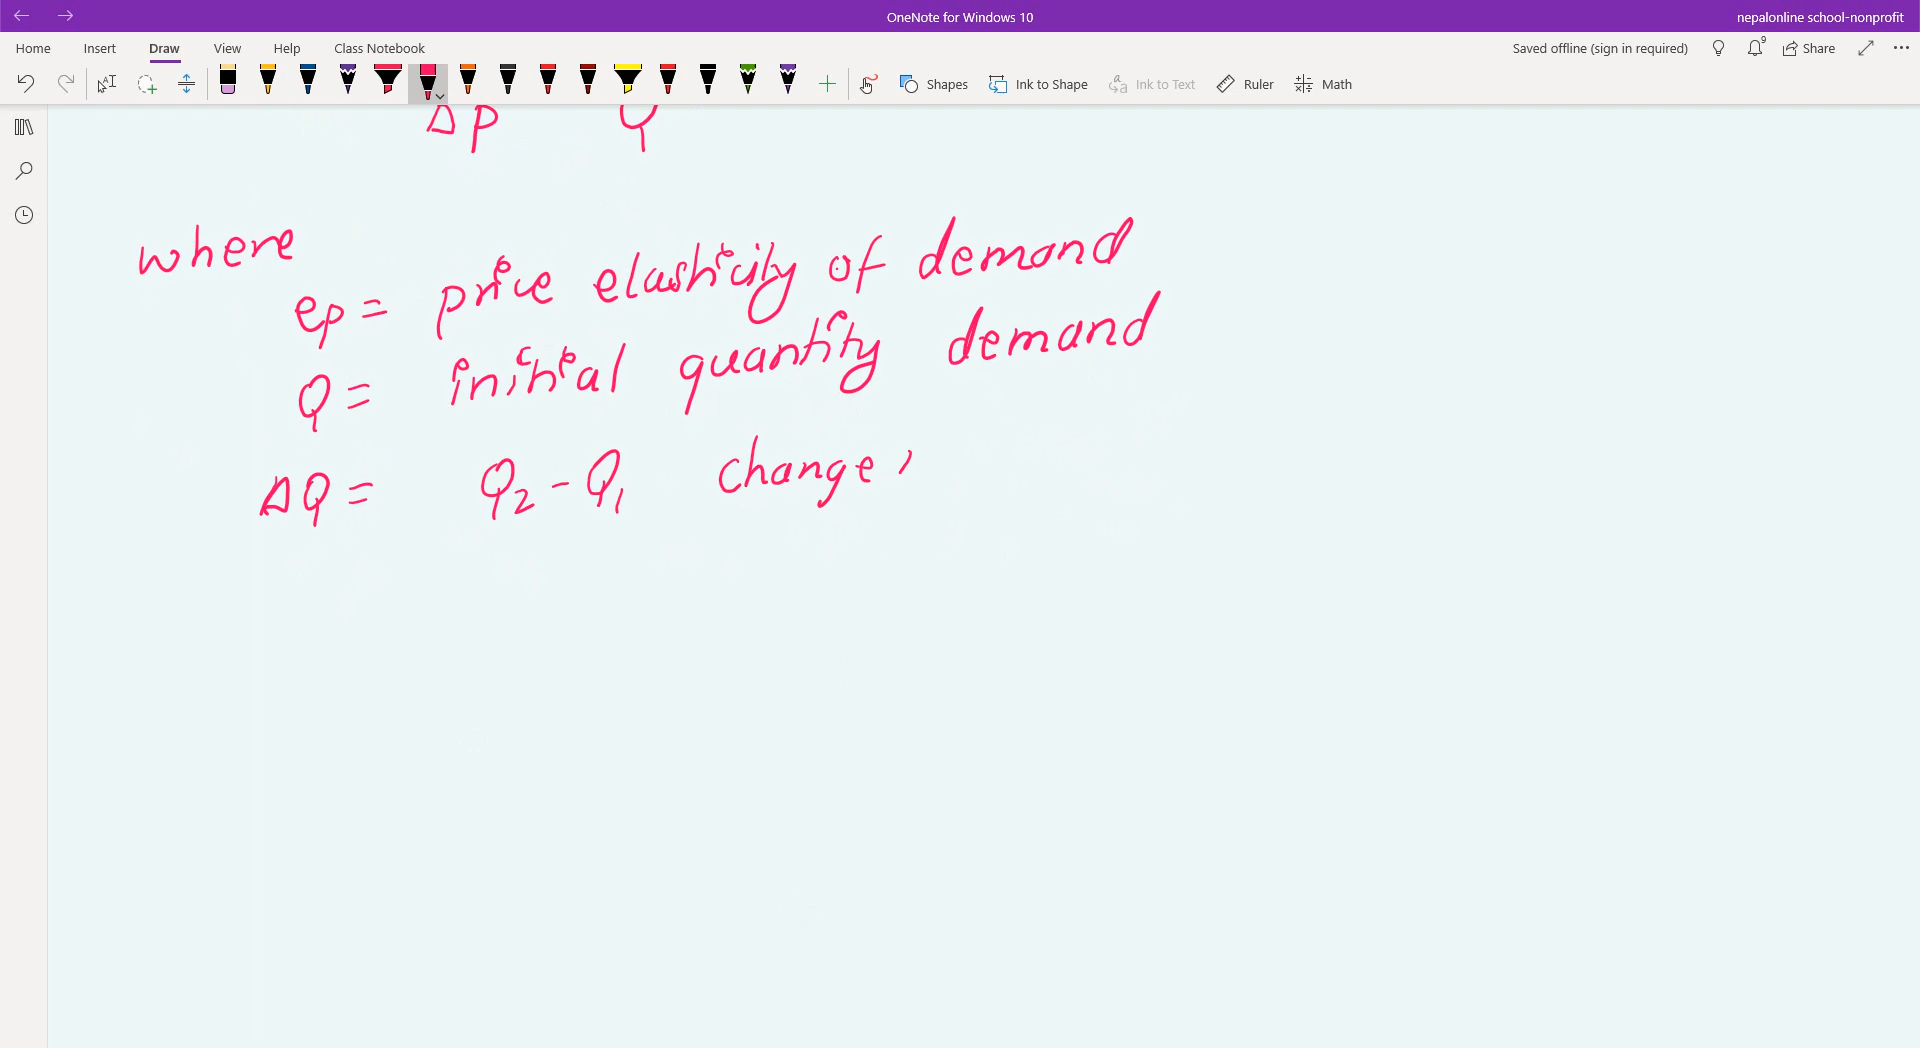 OneNote for Windows 10
nepalonline school-nonprofit
Home Insert Draw View Help Class Notebook
Saved offline (sign in required) 9 Share
Shapes Ink to Shape Ink to Text Ruler Math
Δp Q
where
ep = price elasticity of demand
Q = initial quantity demand
ΔQ = Q2 - Q1 change